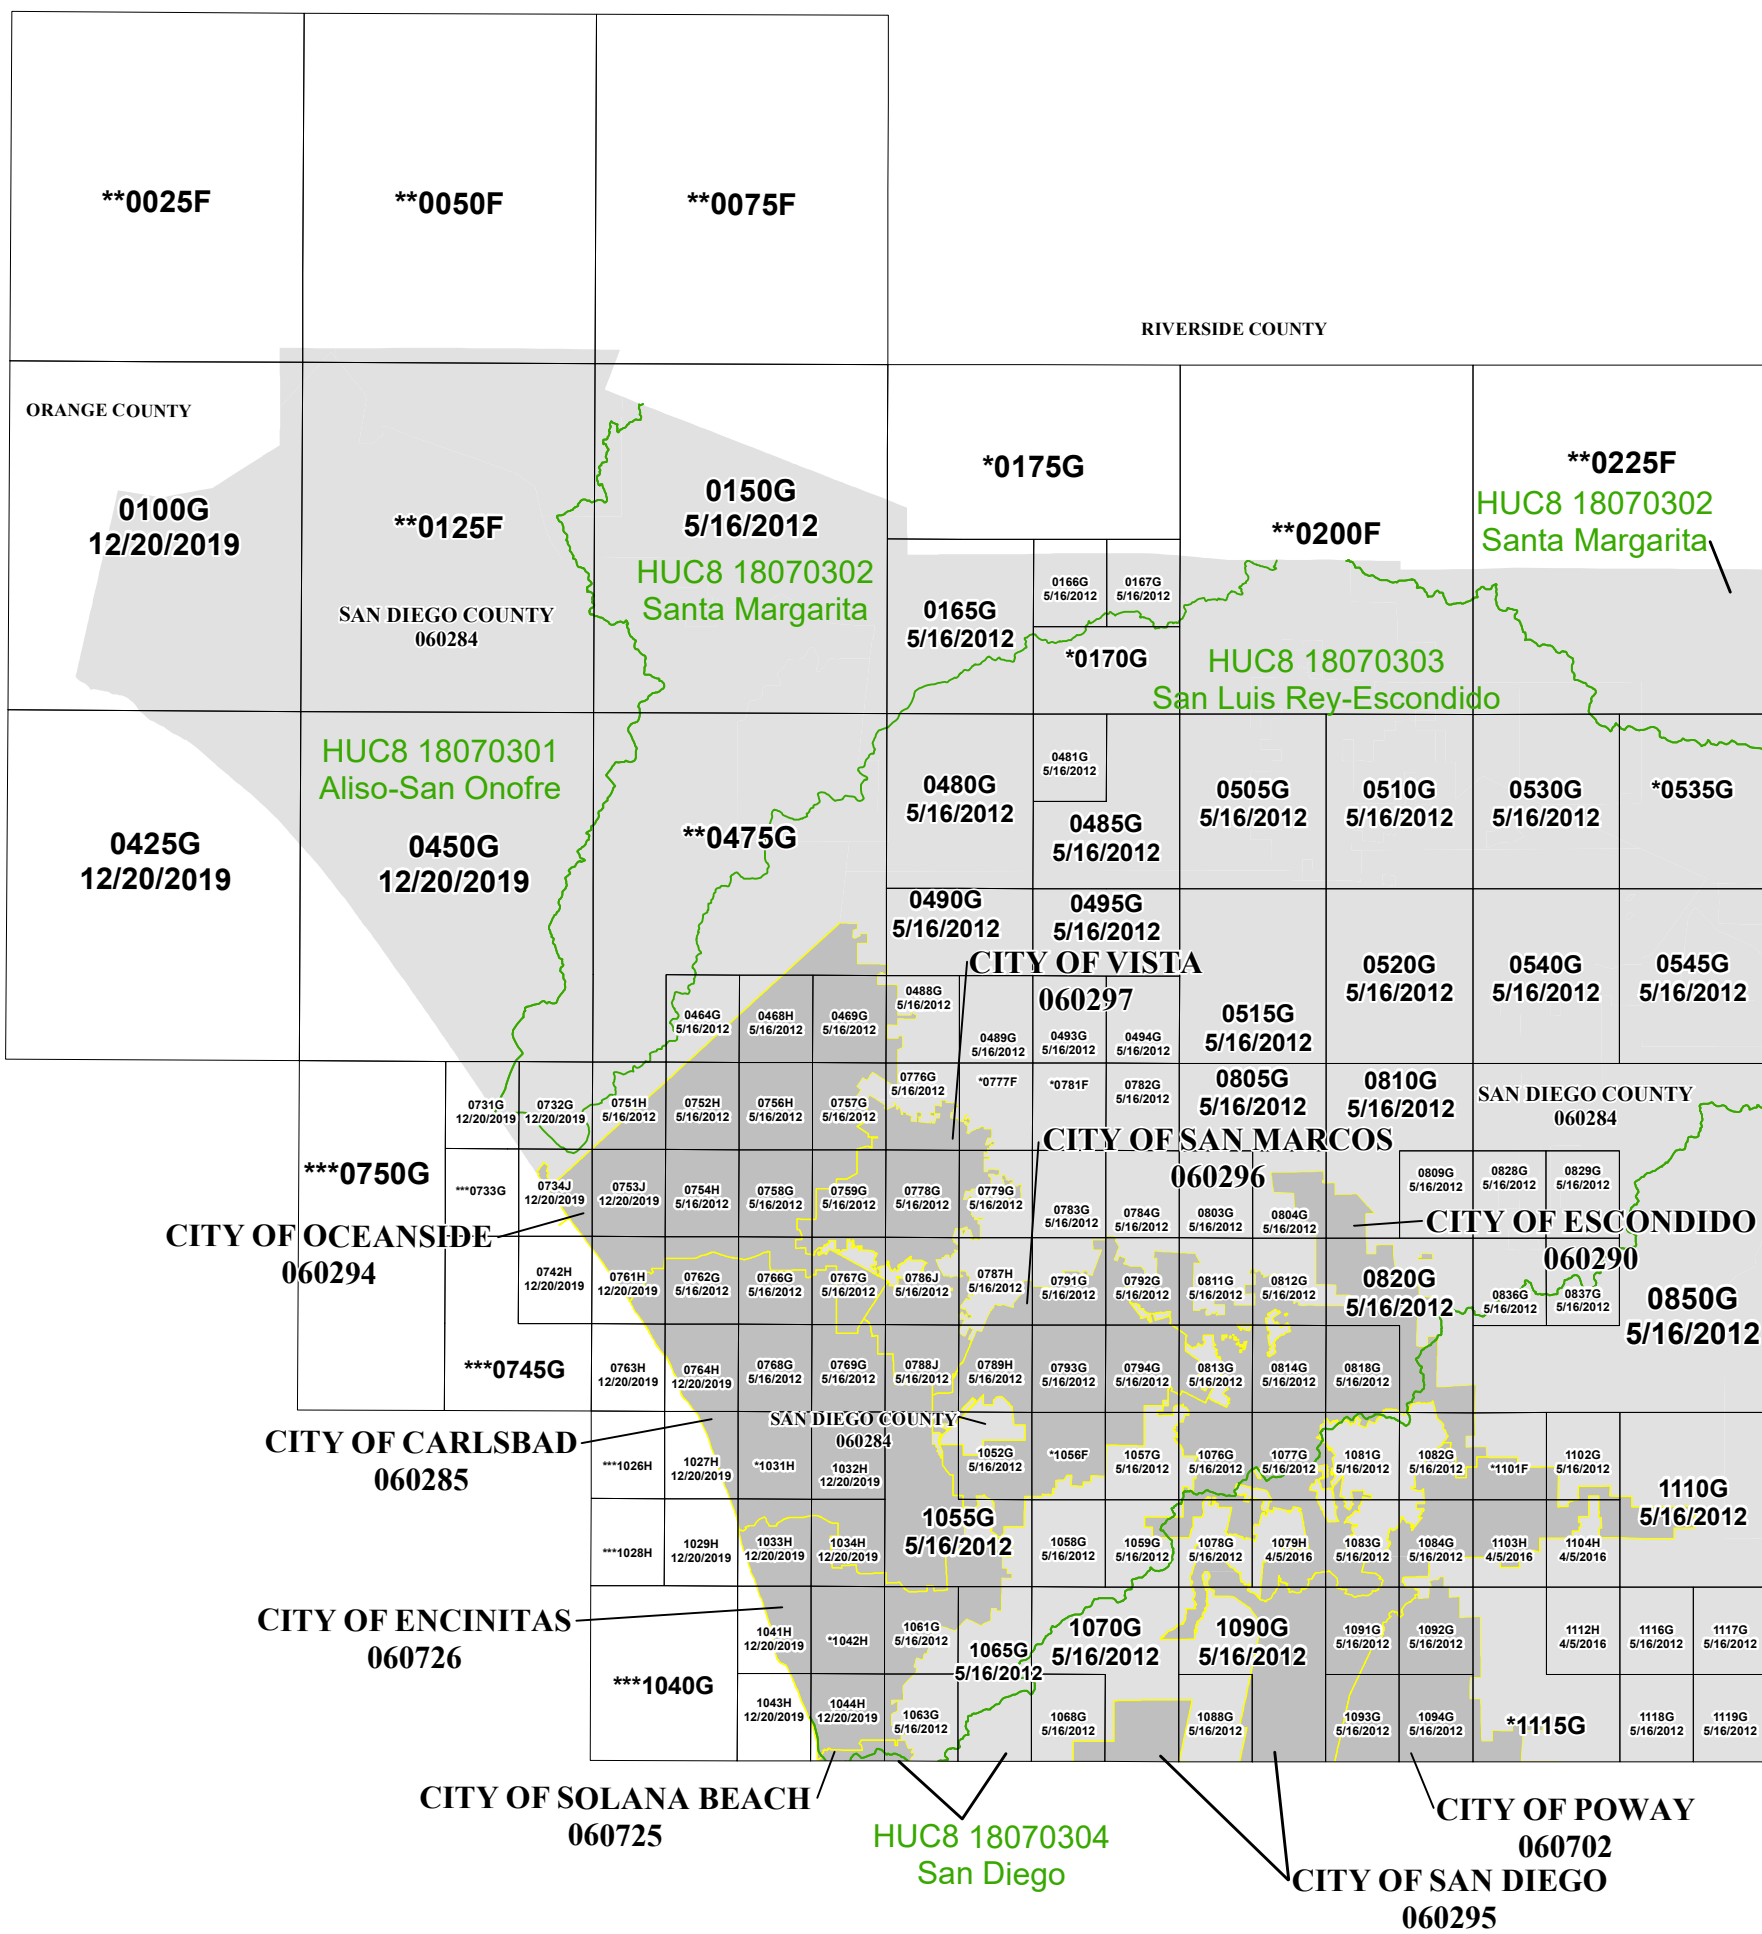 **0025F
**0050F
**0075F
RIVERSIDE COUNTY
ORANGE COUNTY
0100G
12/20/2019
**0125F
SAN DIEGO COUNTY
060284
0150G
5/16/2012
HUC8 18070302
Santa Margarita
*0175G
**0200F
**0225F
HUC8 18070302
Santa Margarita
0165G
5/16/2012
0166G
5/16/2012
0167G
5/16/2012
*0170G
HUC8 18070303
San Luis Rey-Escondido
HUC8 18070301
Aliso-San Onofre
0425G
12/20/2019
0450G
12/20/2019
**0475G
0480G
5/16/2012
0481G
5/16/2012
0485G
5/16/2012
0505G
5/16/2012
0510G
5/16/2012
0530G
5/16/2012
*0535G
0490G
5/16/2012
0495G
5/16/2012
CITY OF VISTA
060297
0515G
5/16/2012
0520G
5/16/2012
0540G
5/16/2012
0545G
5/16/2012
0464G
5/16/2012
0468H
5/16/2012
0469G
5/16/2012
0488G
5/16/2012
0489G
5/16/2012
0493G
5/16/2012
0494G
5/16/2012
0731G
12/20/2019
0732G
12/20/2019
0751H
5/16/2012
0752H
5/16/2012
0756H
5/16/2012
0757G
5/16/2012
0776G
5/16/2012
*0777F
*0781F
0782G
5/16/2012
0805G
5/16/2012
0810G
5/16/2012
SAN DIEGO COUNTY
060284
CITY OF SAN MARCOS
060296
***0750G
***0733G
0734J
12/20/2019
0753J
12/20/2019
0754H
5/16/2012
0758G
5/16/2012
0759G
5/16/2012
0778G
5/16/2012
0779G
5/16/2012
0783G
5/16/2012
0784G
5/16/2012
0803G
5/16/2012
0804G
5/16/2012
0809G
5/16/2012
0828G
5/16/2012
0829G
5/16/2012
CITY OF OCEANSIDE
060294
CITY OF ESCONDIDO
060290
0742H
12/20/2019
0761H
12/20/2019
0762G
5/16/2012
0766G
5/16/2012
0767G
5/16/2012
0786J
5/16/2012
0787H
5/16/2012
0791G
5/16/2012
0792G
5/16/2012
0811G
5/16/2012
0812G
5/16/2012
0820G
5/16/2012
0836G
5/16/2012
0837G
5/16/2012
0850G
5/16/2012
***0745G
0763H
12/20/2019
0764H
12/20/2019
0768G
5/16/2012
0769G
5/16/2012
0788J
5/16/2012
0789H
5/16/2012
0793G
5/16/2012
0794G
5/16/2012
0813G
5/16/2012
0814G
5/16/2012
0818G
5/16/2012
CITY OF CARLSBAD
060285
SAN DIEGO COUNTY
060284
***1026H
1027H
12/20/2019
*1031H
1032H
12/20/2019
1052G
5/16/2012
*1056F
1057G
5/16/2012
1076G
5/16/2012
1077G
5/16/2012
1081G
5/16/2012
1082G
5/16/2012
*1101F
1102G
5/16/2012
1110G
5/16/2012
***1028H
1029H
12/20/2019
1033H
12/20/2019
1034H
12/20/2019
1055G
5/16/2012
1058G
5/16/2012
1059G
5/16/2012
1078G
5/16/2012
1079H
4/5/2016
1083G
5/16/2012
1084G
5/16/2012
1103H
4/5/2016
1104H
4/5/2016
CITY OF ENCINITAS
060726
***1040G
1041H
12/20/2019
*1042H
1061G
5/16/2012
1065G
5/16/2012
1070G
5/16/2012
1090G
5/16/2012
1091G
5/16/2012
1092G
5/16/2012
1112H
4/5/2016
1116G
5/16/2012
1117G
5/16/2012
1043H
12/20/2019
1044H
12/20/2019
1063G
5/16/2012
1068G
5/16/2012
1088G
5/16/2012
1093G
5/16/2012
1094G
5/16/2012
*1115G
1118G
5/16/2012
1119G
5/16/2012
CITY OF SOLANA BEACH
060725
HUC8 18070304
San Diego
CITY OF POWAY
060702
CITY OF SAN DIEGO
060295